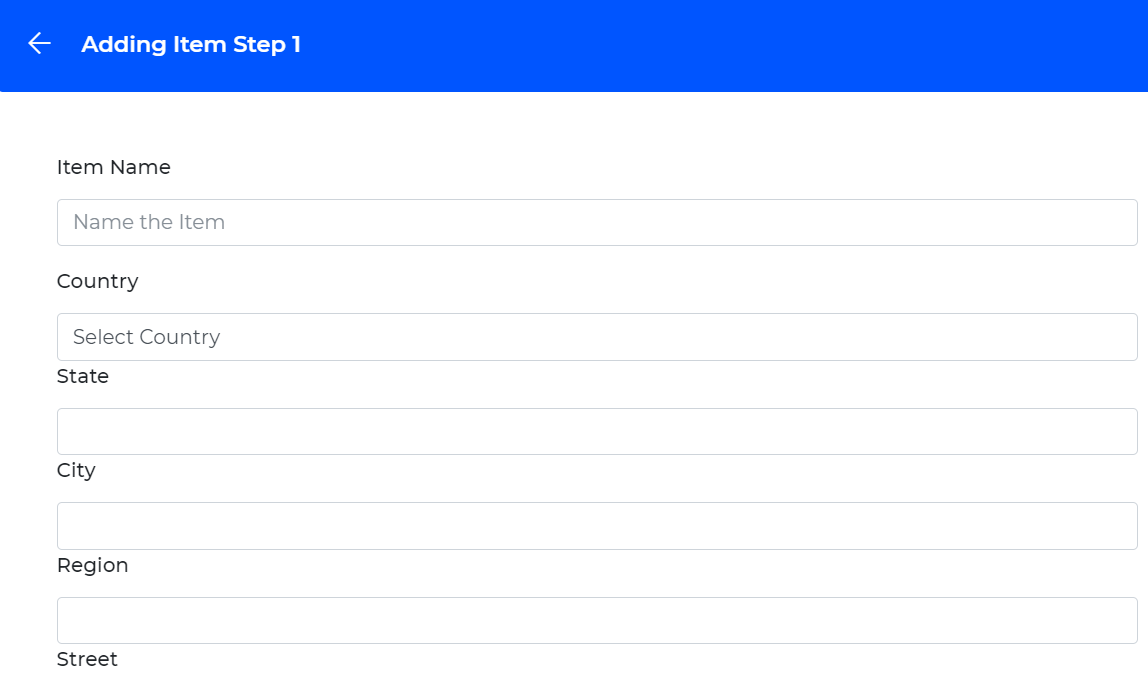 Adding Item Step 1
Item Name
Name the Item
Country
Select Country
State
City
Region
Street